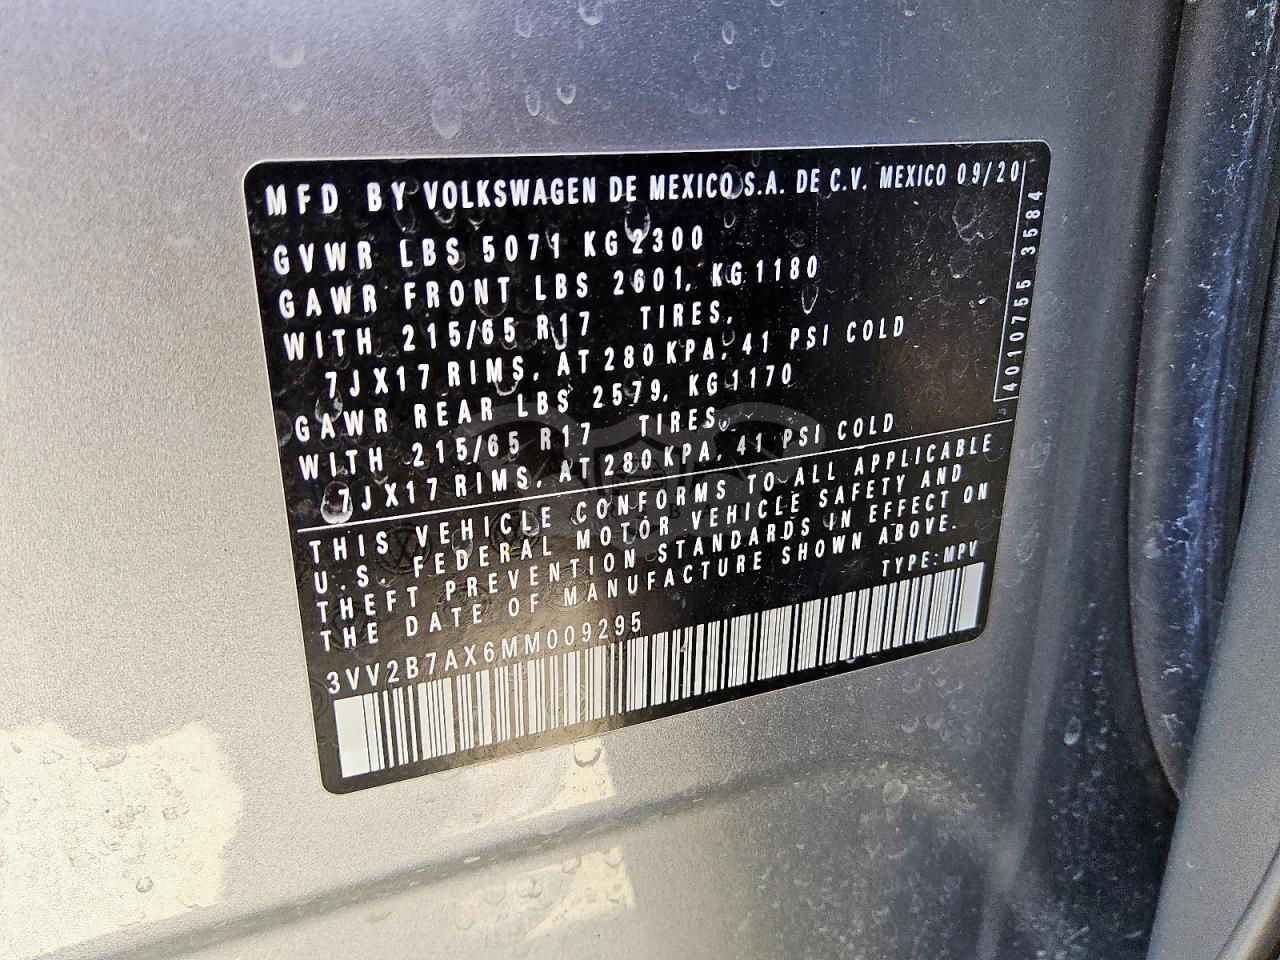 MFD BY VOLKSWAGEN DE MEXICO S.A. DE C.V. MEXICO 09/20
GVWR LBS 5071 KG 2300
GAWR FRONT LBS 2601, KG 1180
WITH 215/65 R17 TIRES,
7JX17 RIMS, AT 280 KPA, 41 PSI COLD
GAWR REAR LBS 2579, KG 1170
WITH 215/65 R17 TIRES,
7JX17 RIMS, AT 280 KPA, 41 PSI COLD
THIS VEHICLE CONFORMS TO ALL APPLICABLE
U.S. FEDERAL MOTOR VEHICLE SAFETY AND
THEFT PREVENTION STANDARDS IN EFFECT ON
THE DATE OF MANUFACTURE SHOWN ABOVE.
TYPE: MPV
3VV2B7AX6MM009295
4010755 3584